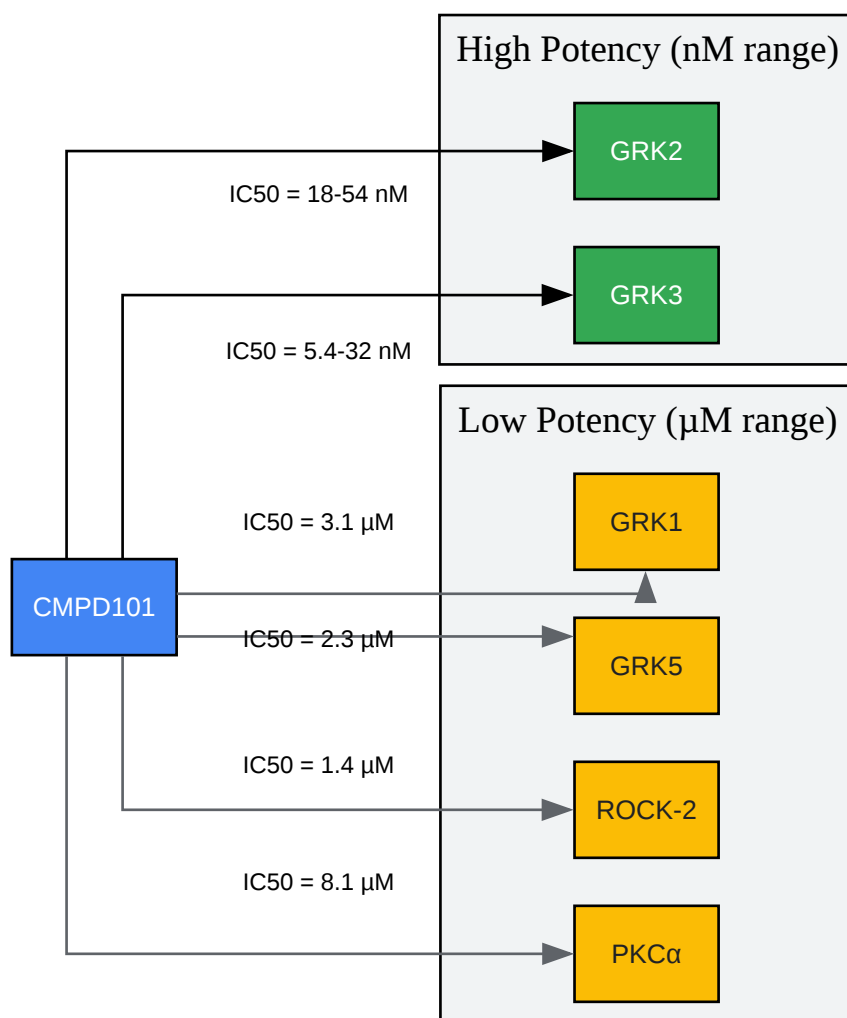 High Potency (nM range)
GRK2
IC50 = 18-54 nM
GRK3
IC50 = 5.4-32 nM
Low Potency (µM range)
IC50 = 3.1 µM
GRK1
CMPD101
IC50 = 2.3 µM
GRK5
IC50 = 1.4 µM
ROCK-2
IC50 = 8.1 µM
PKCα